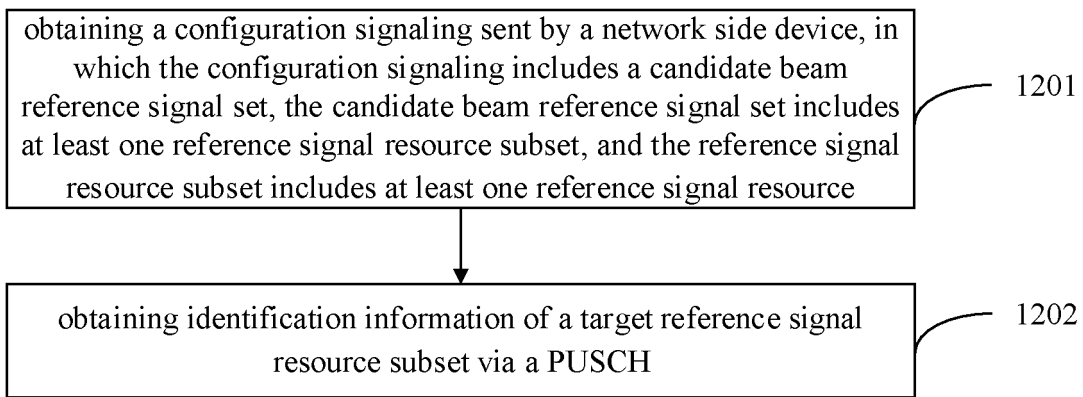 obtaining a configuration signaling sent by a network side device, in
which the configuration signaling includes a candidate beam
reference signal set, the candidate beam reference signal set includes
at least one reference signal resource subset, and the reference signal
resource subset includes at least one reference signal resource
1201
obtaining identification information of a target reference signal
resource subset via a PUSCH
1202